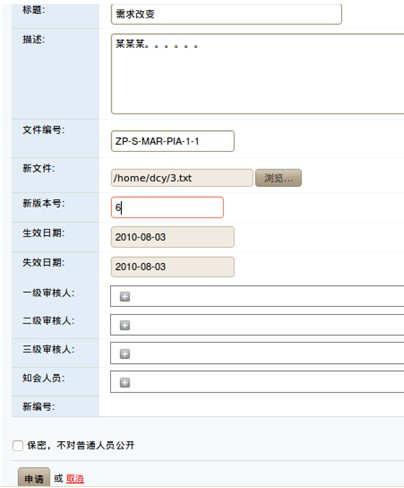 标题: 需求改变
描述: 某某某。。。。。。
文件编号: ZP-S-MAR-PIA-1-1
新文件: /home/dcy/3.txt 浏览...
新版本号: 6
生效日期: 2010-08-03
失效日期: 2010-08-03
一级审核人:
二级审核人:
三级审核人:
知会人员:
新编号:
保密，不对普通人员公开
申请 或 取消